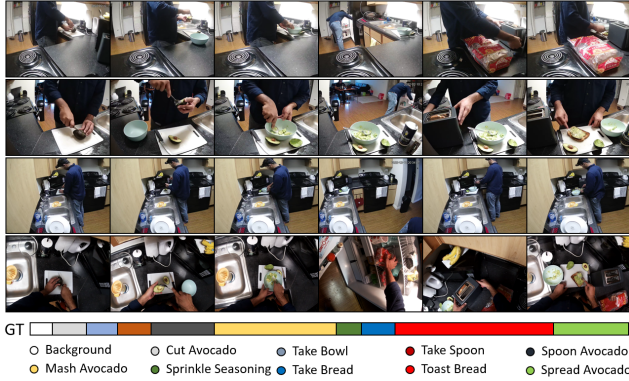 GT
Background
Cut Avocado
Take Bowl
Take Spoon
Spoon Avocado
Mash Avocado
Sprinkle Seasoning
Take Bread
Toast Bread
Spread Avocado